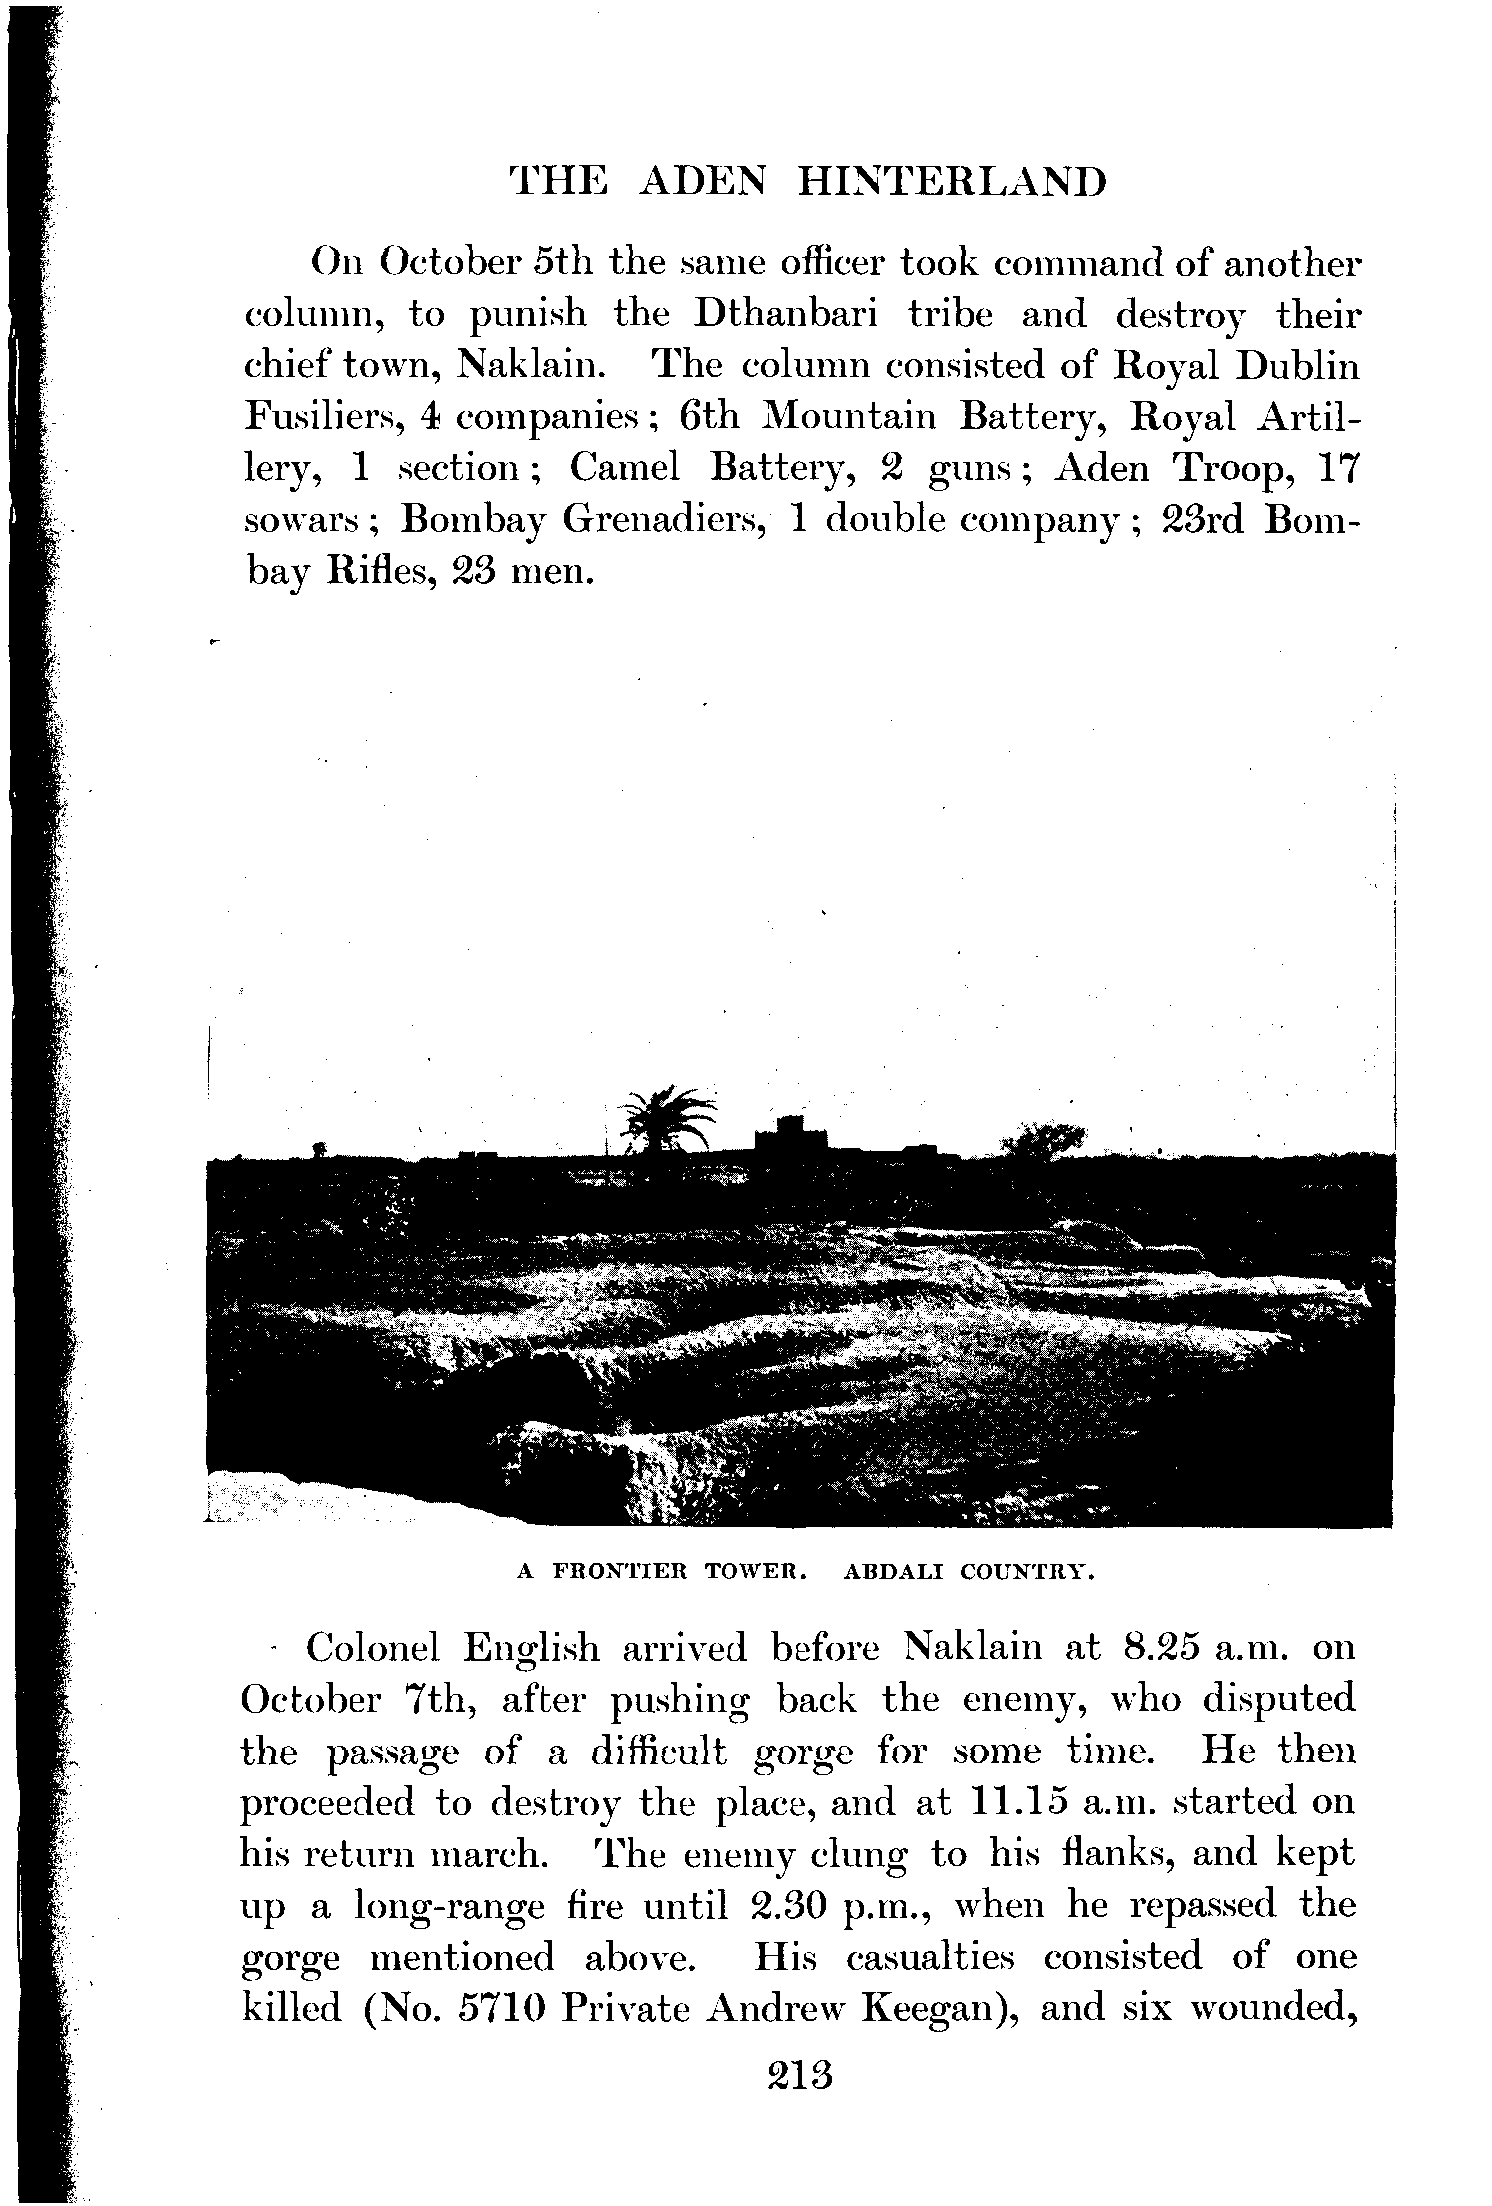 THE ADEN HINTERLAND
On October 5th the same officer took command of another
column, to punish the Dthanbari tribe and destroy their
chief town, Naklain. The column consisted of Royal Dublin
Fusiliers, 4 companies; 6th Mountain Battery, Royal Artil-
lery, 1 section; Camel Battery, 2 guns; Aden Troop, 17
sowars; Bombay Grenadiers, 1 double company; 23rd Bom-
bay Rifles, 23 men.
A FRONTIER TOWER. ABDALI COUNTRY.
Colonel English arrived before Naklain at 8.25 a.m. on
October 7th, after pushing back the enemy, who disputed
the passage of a difficult gorge for some time. He then
proceeded to destroy the place, and at 11.15 a.m. started on
his return march. The enemy clung to his flanks, and kept
up a long-range fire until 2.30 p.m., when he repassed the
gorge mentioned above. His casualties consisted of one
killed (No. 5710 Private Andrew Keegan), and six wounded,
213